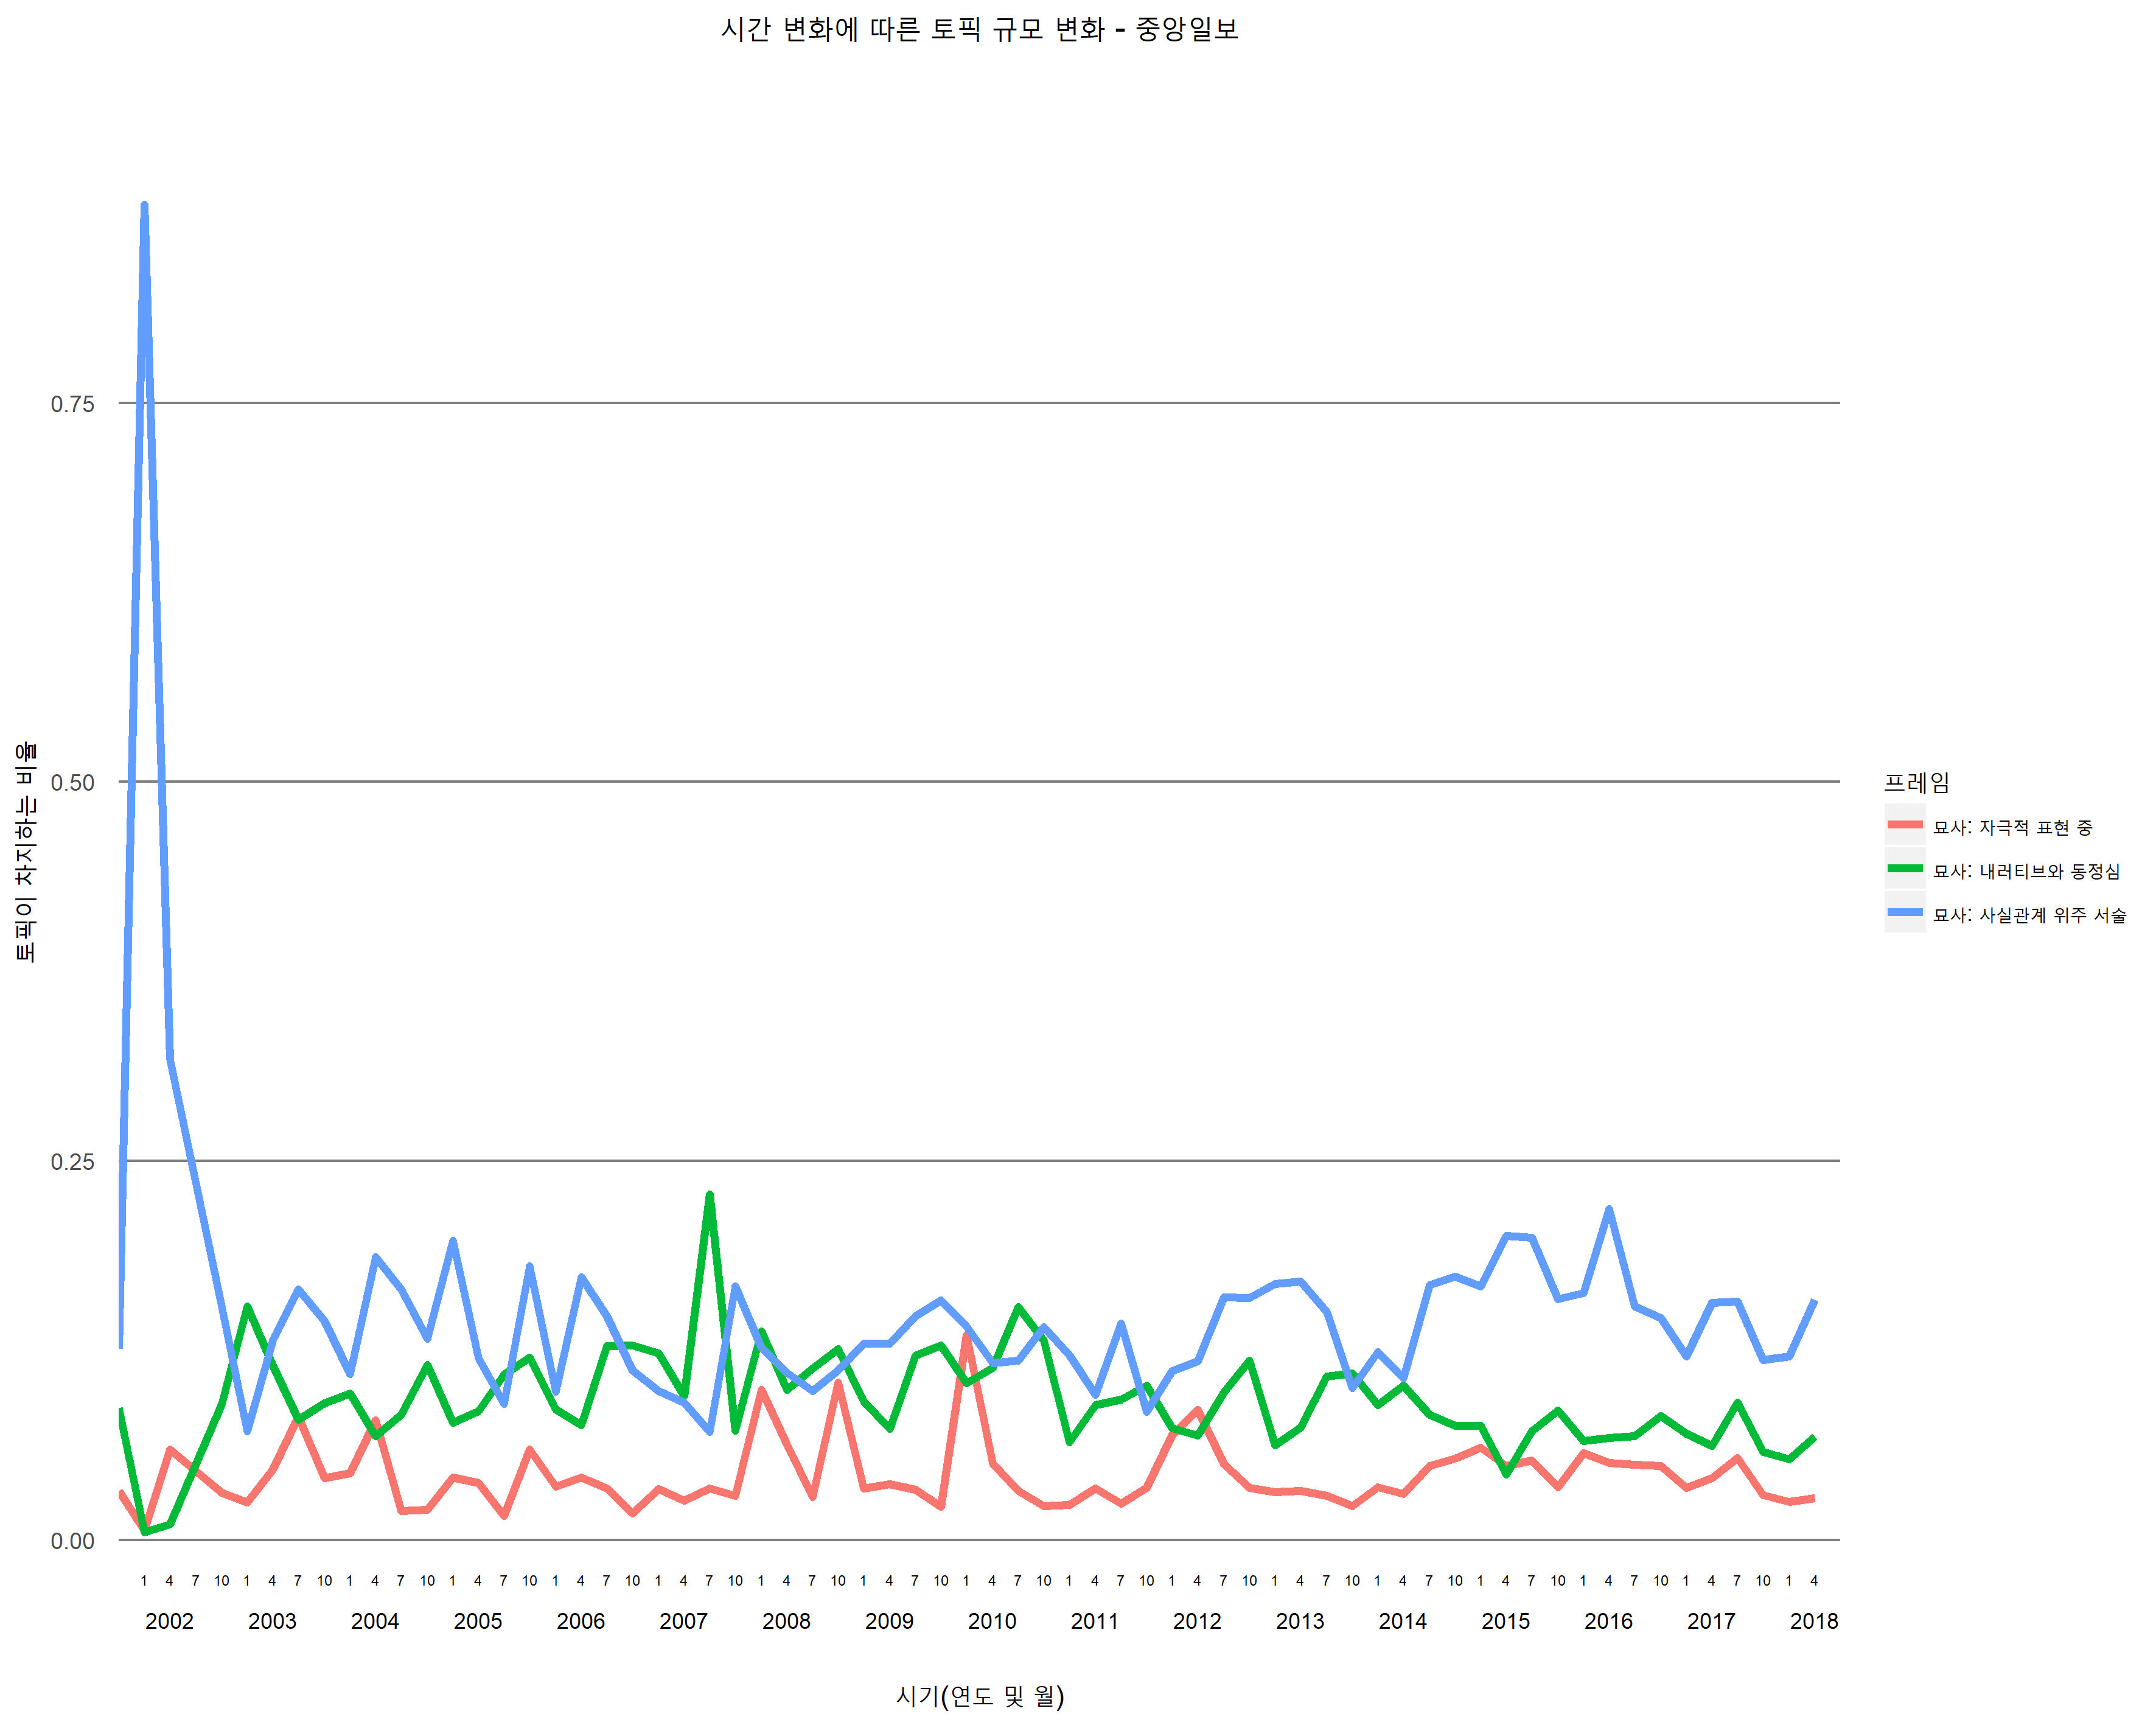 시간 변화에 따른 토픽 규모 변화 - 중앙일보
토픽이 차지하는 비율
0.75
0.50
0.25
0.00
1 4 7 10 1 4 7 10 1 4 7 10 1 4 7 10 1 4 7 10 1 4 7 10 1 4 7 10 1 4 7 10 1 4 7 10 1 4 7 10 1 4 7 10 1 4 7 10 1 4 7 10 1 4 7 10 1 4 7 10 1 4 7 10 1 4
2002 2003 2004 2005 2006 2007 2008 2009 2010 2011 2012 2013 2014 2015 2016 2017 2018
시기(연도 및 월)
프레임
묘사: 자극적 표현 중
묘사: 내러티브와 동정심
묘사: 사실관계 위주 서술